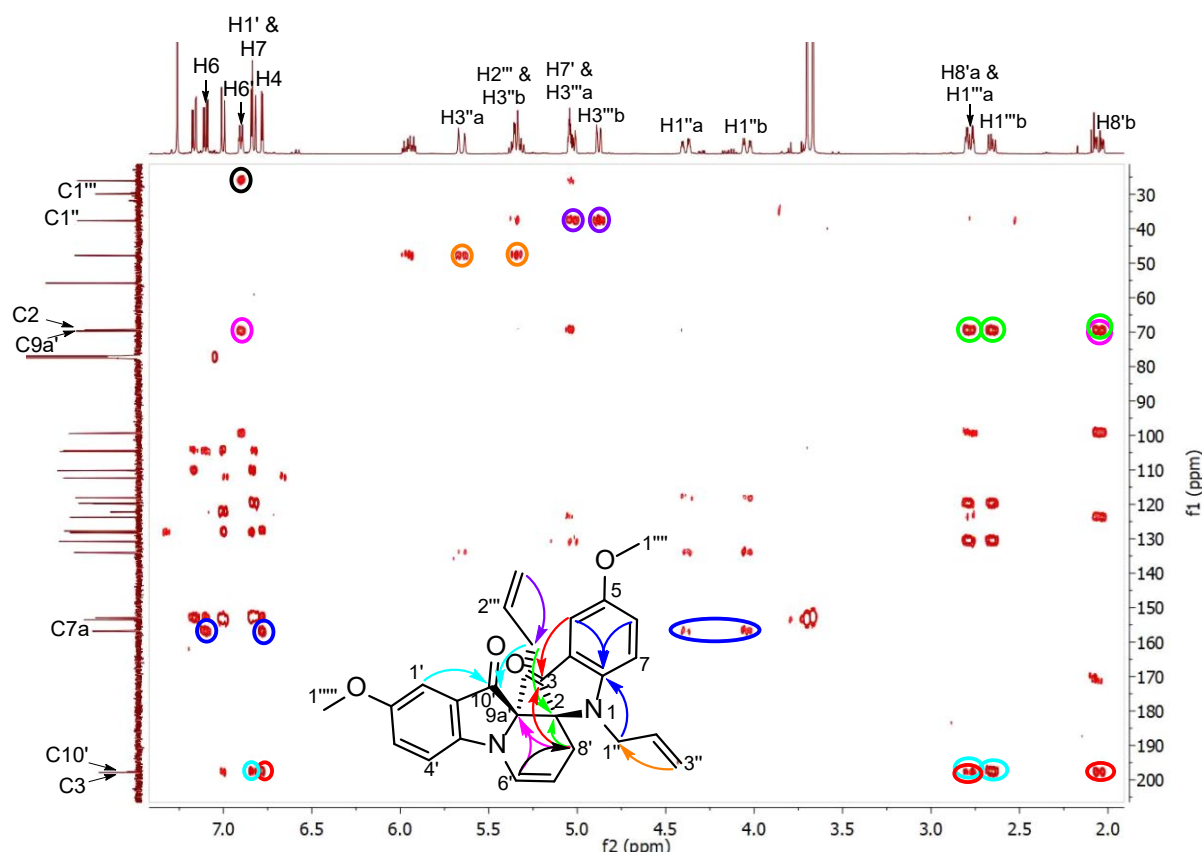 H1' &
H7
H6
H6'
H4
H2''' &
H3''b
H3''a
H7' &
H3'''a
H3'''b
H1''a
H1''b
H8'a &
H1'''a
H1'''b
H8'b
C1'''
C1''
C2
C9a'
C7a
C10'
C3
30
40
50
60
70
80
90
100
110
120
130
140
150
160
170
180
190
200
f1 (ppm)
O
1''''
5
2'''
O
O
3
7
1'
1'''''
O
10'
2
9a'
N
1
N
8'
1''
3''
4'
6'
7.0
6.5
6.0
5.5
5.0
4.5
4.0
3.5
3.0
2.5
2.0
f2 (ppm)